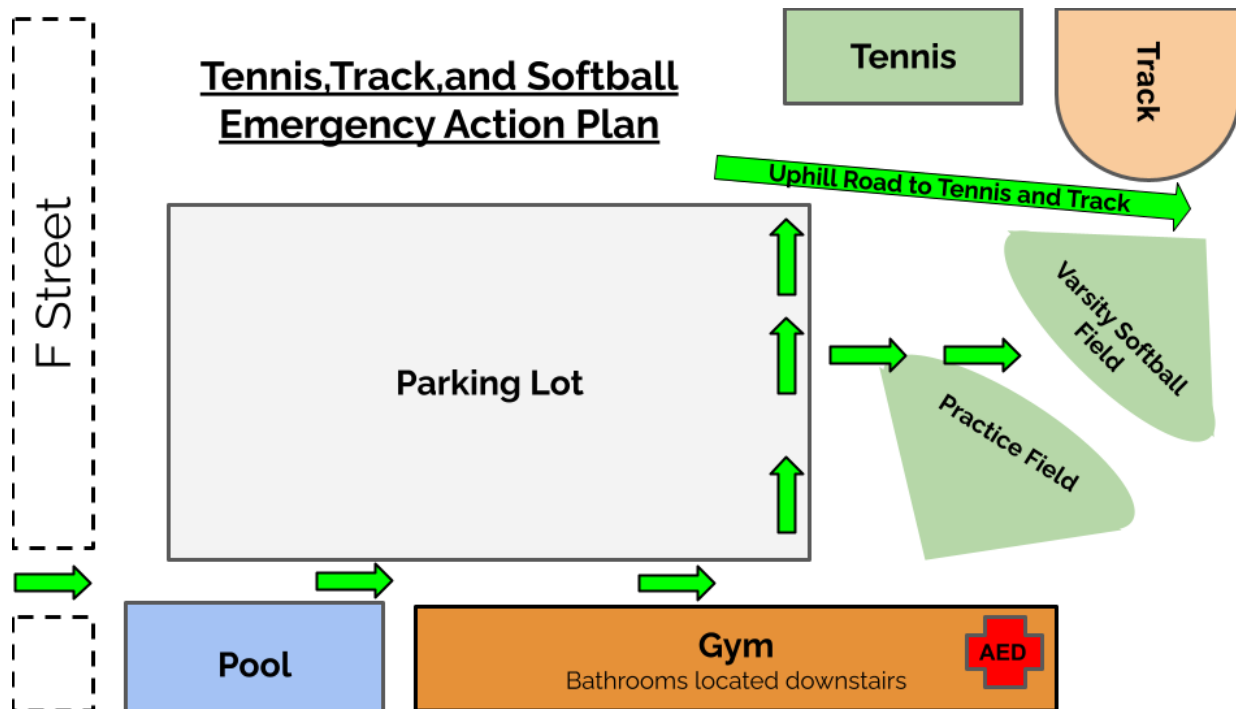 Tennis,Track,and Softball
Emergency Action Plan
F Street
Tennis
Track
Uphill Road to Tennis and Track
Parking Lot
Varsity Softball
Field
Practice Field
Pool
Gym
Bathrooms located downstairs
AED